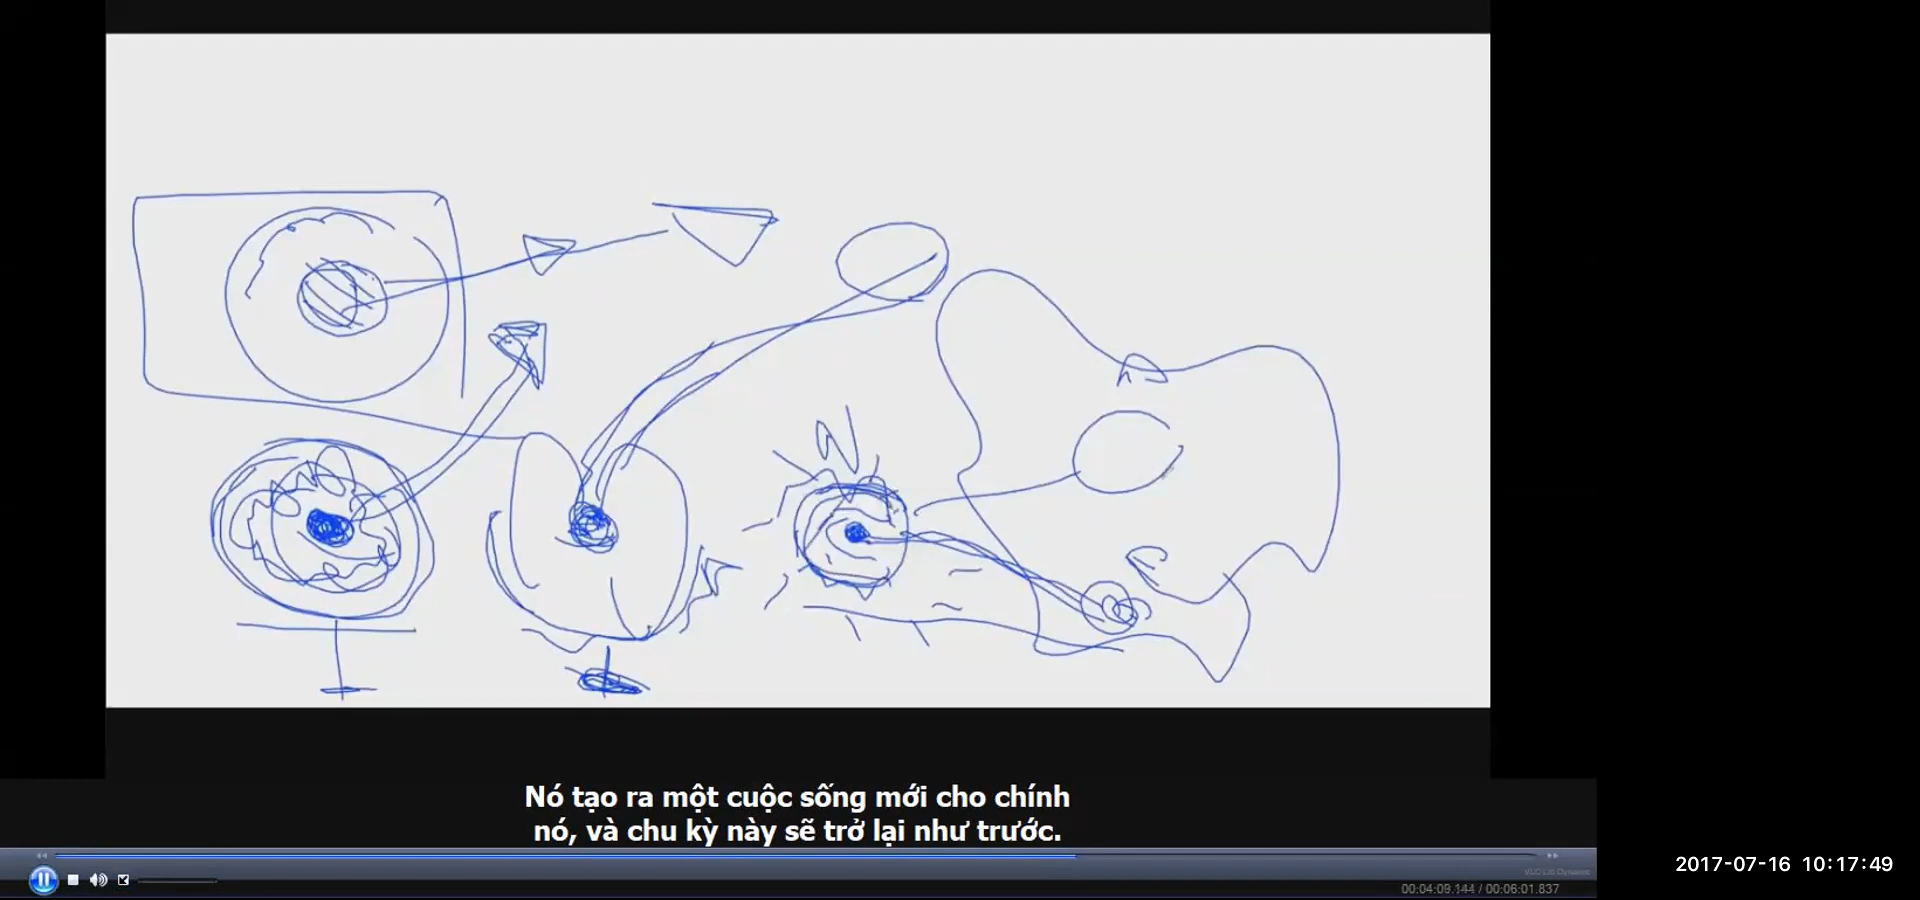 Nó tạo ra một cuộc sống mới cho chính
nó, và chu kỳ này sẽ trở lại như trước.
00:04:09.144 / 00:06:01.837
2017-07-16 10:17:49